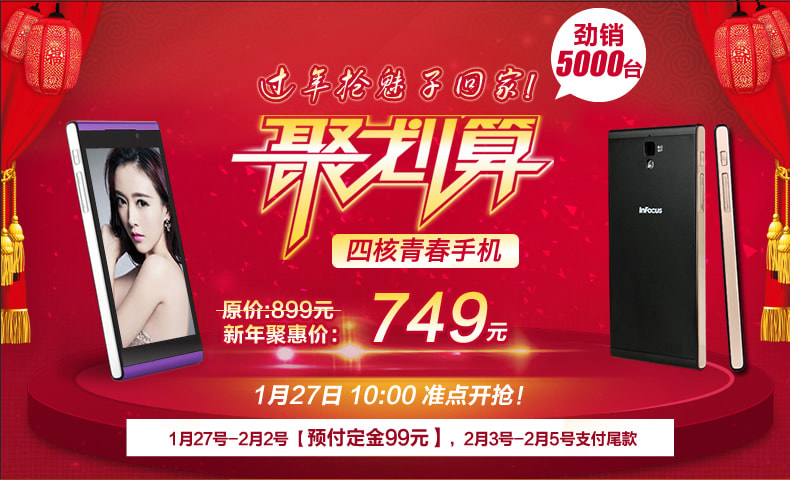 劲销
5000台
过年抢魅子回家!
聚划算
四核青春手机
InFocus
原价:899元
新年聚惠价: 749元
1月27日 10:00 准点开抢!
1月27号-2月2号【预付定金99元】, 2月3号-2月5号支付尾款